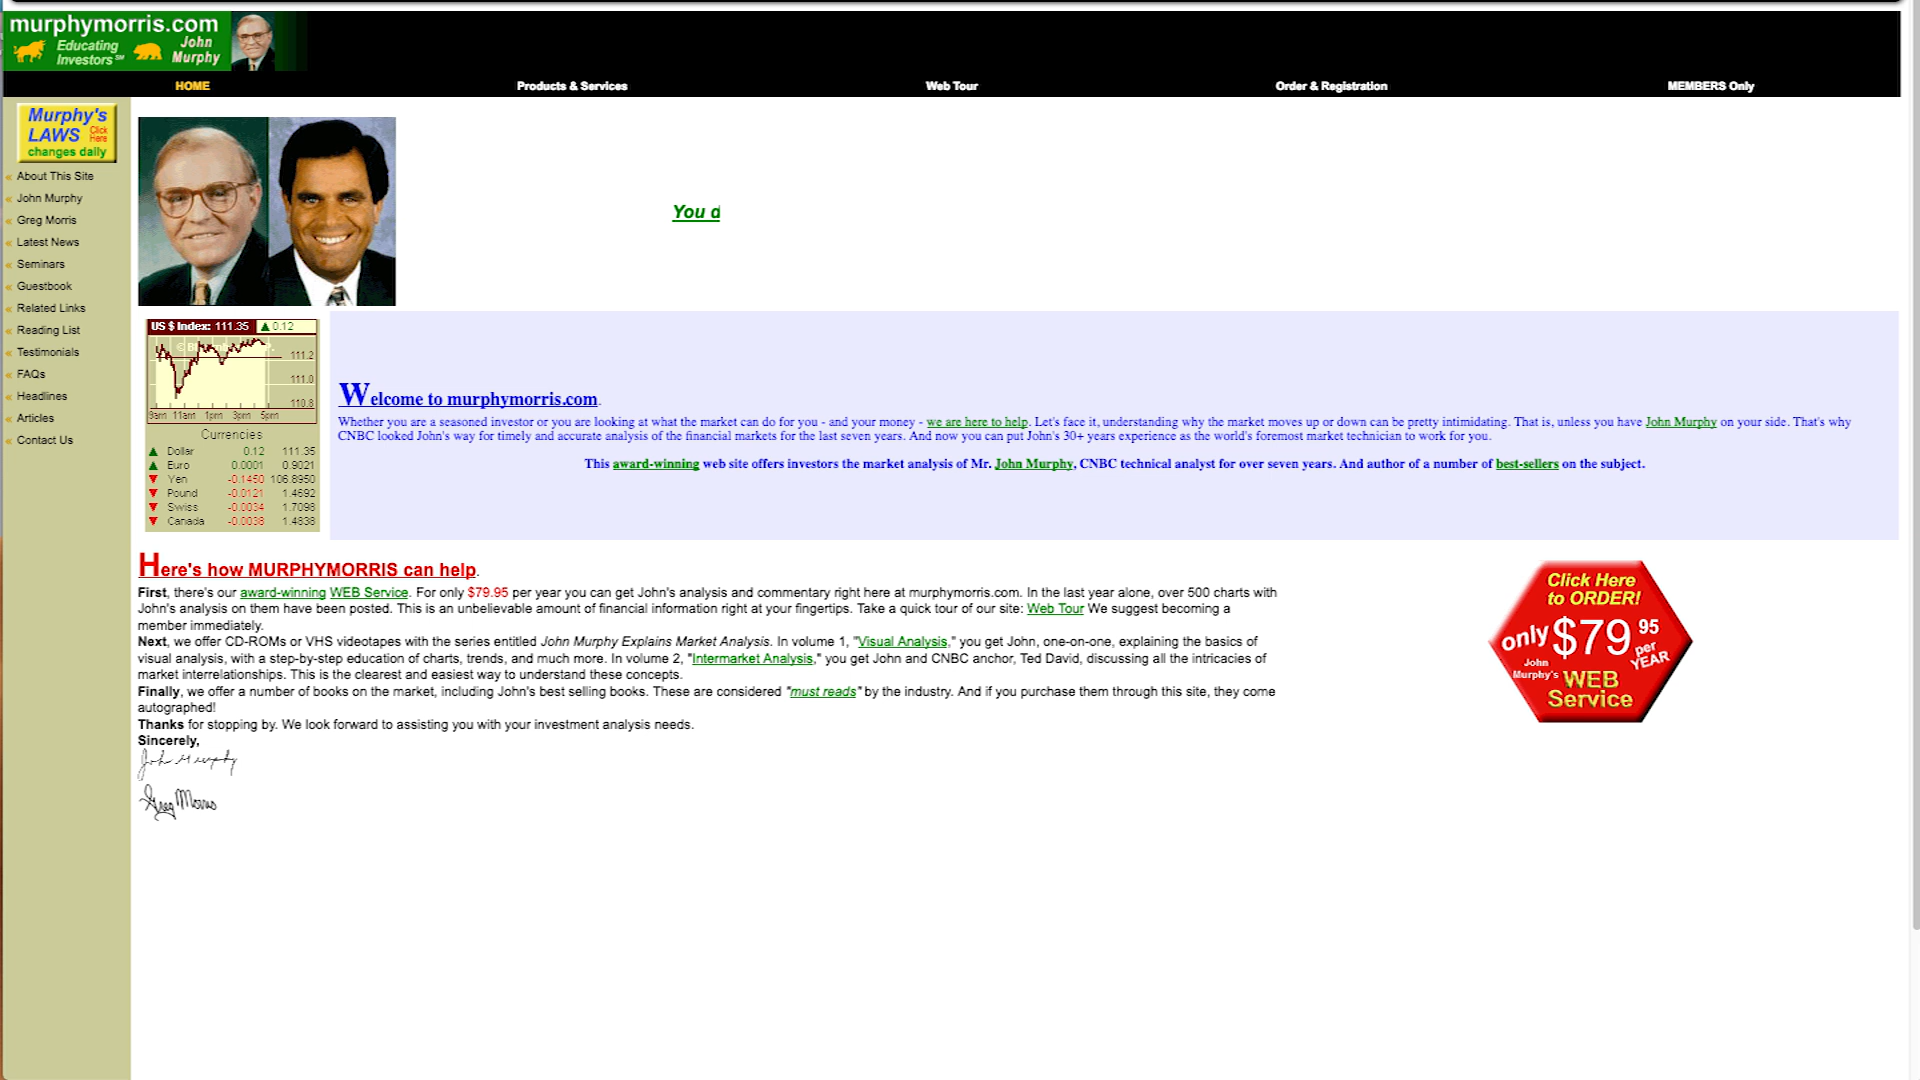 murphymorris.com
Educating
Investors℠
John
Murphy
HOME
Products & Services
Web Tour
Order & Registration
MEMBERS Only
Murphy's
LAWS Click Here
changes daily
About This Site
John Murphy
Greg Morris
Latest News
Seminars
Guestbook
Related Links
Reading List
Testimonials
FAQs
Headlines
Articles
Contact Us
You d
US $ Index: 111.35 ▲ 0.12
111.2
111.0
110.8
9am 11am 1pm 3pm 5pm
Currencies
▲ Dollar 0.12 111.35
▲ Euro 0.0001 0.9021
▼ Yen -0.1450 106.8950
▼ Pound -0.0121 1.4692
▼ Swiss -0.0034 1.7098
▼ Canada -0.0038 1.4838
Welcome to murphymorris.com.
Whether you are a seasoned investor or you are looking at what the market can do for you - and your money - we are here to help. Let's face it, understanding why the market moves up or down can be pretty intimidating. That is, unless you have John Murphy on your side. That's why
CNBC looked John's way for timely and accurate analysis of the financial markets for the last seven years. And now you can put John's 30+ years experience as the world's foremost market technician to work for you.
This award-winning web site offers investors the market analysis of Mr. John Murphy, CNBC technical analyst for over seven years. And author of a number of best-sellers on the subject.
Here's how MURPHYMORRIS can help.
First, there's our award-winning WEB Service. For only $79.95 per year you can get John's analysis and commentary right here at murphymorris.com. In the last year alone, over 500 charts with
John's analysis on them have been posted. This is an unbelievable amount of financial information right at your fingertips. Take a quick tour of our site: Web Tour We suggest becoming a
member immediately.
Next, we offer CD-ROMs or VHS videotapes with the series entitled John Murphy Explains Market Analysis. In volume 1, "Visual Analysis," you get John, one-on-one, explaining the basics of
visual analysis, with a step-by-step education of charts, trends, and much more. In volume 2, "Intermarket Analysis," you get John and CNBC anchor, Ted David, discussing all the intricacies of
market interrelationships. This is the clearest and easiest way to understand these concepts.
Finally, we offer a number of books on the market, including John's best selling books. These are considered "must reads" by the industry. And if you purchase them through this site, they come
autographed!
Thanks for stopping by. We look forward to assisting you with your investment analysis needs.
Sincerely,
John Murphy
Greg Morris
Click Here
to ORDER!
only $79 95
per
YEAR
John
Murphy's WEB
Service